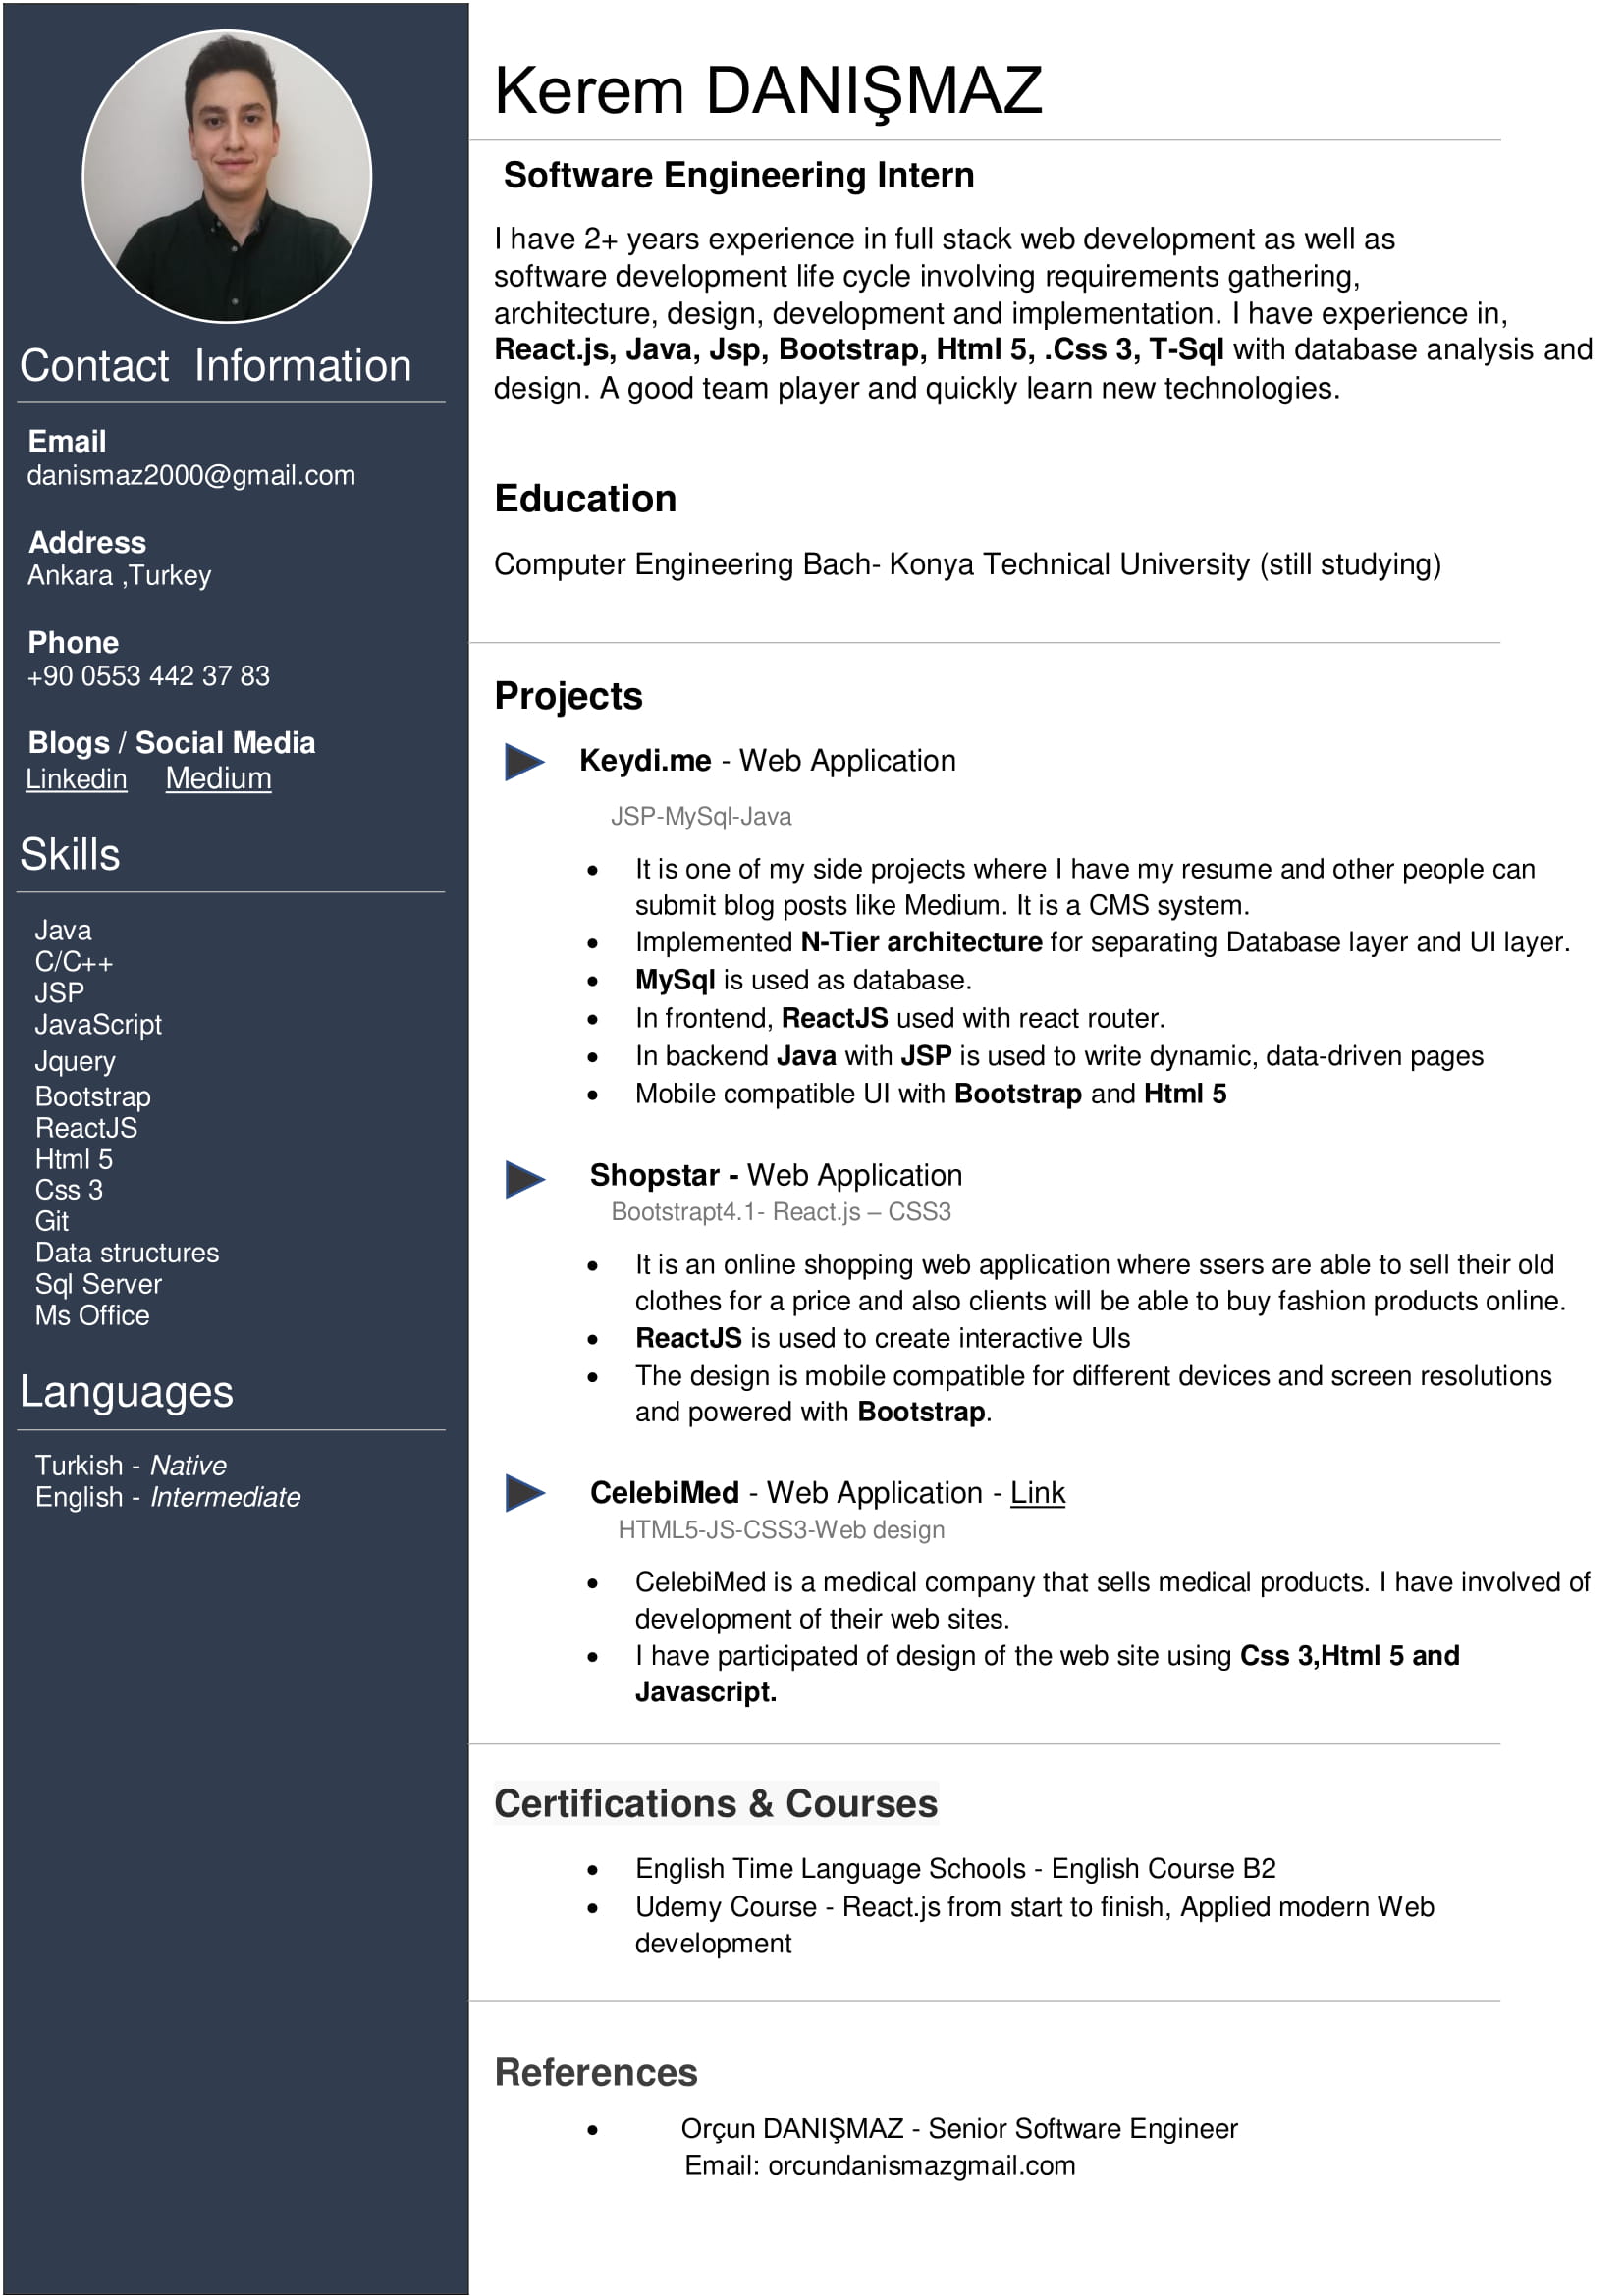 Kerem DANIŞMAZ
Software Engineering Intern
I have 2+ years experience in full stack web development as well as
software development life cycle involving requirements gathering,
architecture, design, development and implementation. I have experience in,
React.js, Java, Jsp, Bootstrap, Html 5, .Css 3, T-Sql with database analysis and
design. A good team player and quickly learn new technologies.
Contact Information
Email
danismaz2000@gmail.com
Address
Ankara ,Turkey
Phone
+90 0553 442 37 83
Blogs / Social Media
Linkedin Medium
Skills
Java
C/C++
JSP
JavaScript
Jquery
Bootstrap
ReactJS
Html 5
Css 3
Git
Data structures
Sql Server
Ms Office
Languages
Turkish - Native
English - Intermediate
Education
Computer Engineering Bach- Konya Technical University (still studying)
Projects
Keydi.me - Web Application
JSP-MySql-Java
• It is one of my side projects where I have my resume and other people can
submit blog posts like Medium. It is a CMS system.
• Implemented N-Tier architecture for separating Database layer and UI layer.
• MySql is used as database.
• In frontend, ReactJS used with react router.
• In backend Java with JSP is used to write dynamic, data-driven pages
• Mobile compatible UI with Bootstrap and Html 5
Shopstar - Web Application
Bootstrapt4.1- React.js – CSS3
• It is an online shopping web application where ssers are able to sell their old
clothes for a price and also clients will be able to buy fashion products online.
• ReactJS is used to create interactive UIs
• The design is mobile compatible for different devices and screen resolutions
and powered with Bootstrap.
CelebiMed - Web Application - Link
HTML5-JS-CSS3-Web design
• CelebiMed is a medical company that sells medical products. I have involved of
development of their web sites.
• I have participated of design of the web site using Css 3,Html 5 and
Javascript.
Certifications & Courses
• English Time Language Schools - English Course B2
• Udemy Course - React.js from start to finish, Applied modern Web
development
References
• Orçun DANIŞMAZ - Senior Software Engineer
Email: orcundanismazgmail.com